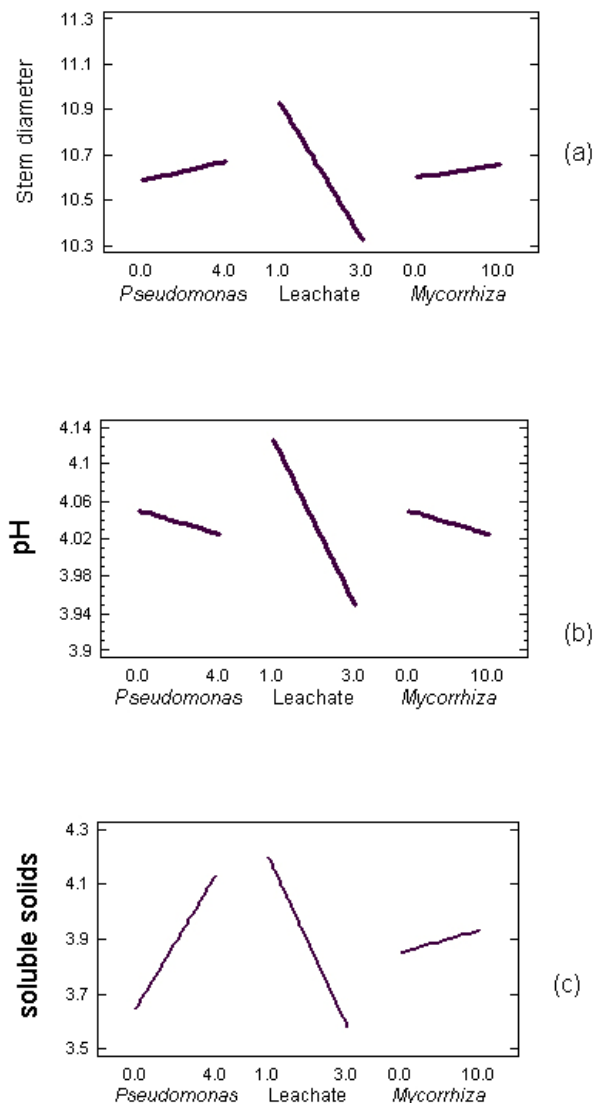 11.3
11.1
10.9
10.7
10.5
10.3
Stem diameter
(a)
0.0 4.0 1.0 3.0 0.0 10.0
Pseudomonas Leachate Mycorrhiza
4.14
4.1
4.06
4.02
3.98
3.94
3.9
pH
(b)
0.0 4.0 1.0 3.0 0.0 10.0
Pseudomonas Leachate Mycorrhiza
4.3
4.1
3.9
3.7
3.5
soluble solids
(c)
0.0 4.0 1.0 3.0 0.0 10.0
Pseudomonas Leachate Mycorrhiza